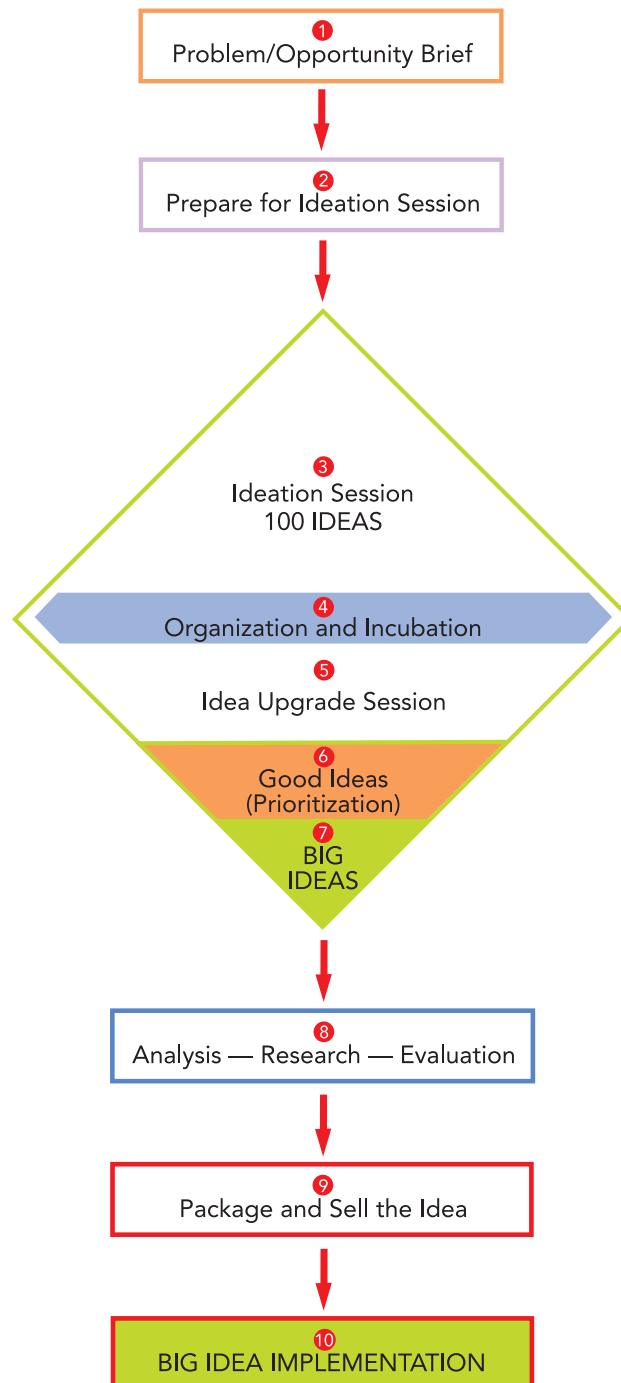 1
Problem/Opportunity Brief
2
Prepare for Ideation Session
3
Ideation Session
100 IDEAS
4
Organization and Incubation
5
Idea Upgrade Session
6
Good Ideas
(Prioritization)
7
BIG
IDEAS
8
Analysis — Research — Evaluation
9
Package and Sell the Idea
10
BIG IDEA IMPLEMENTATION